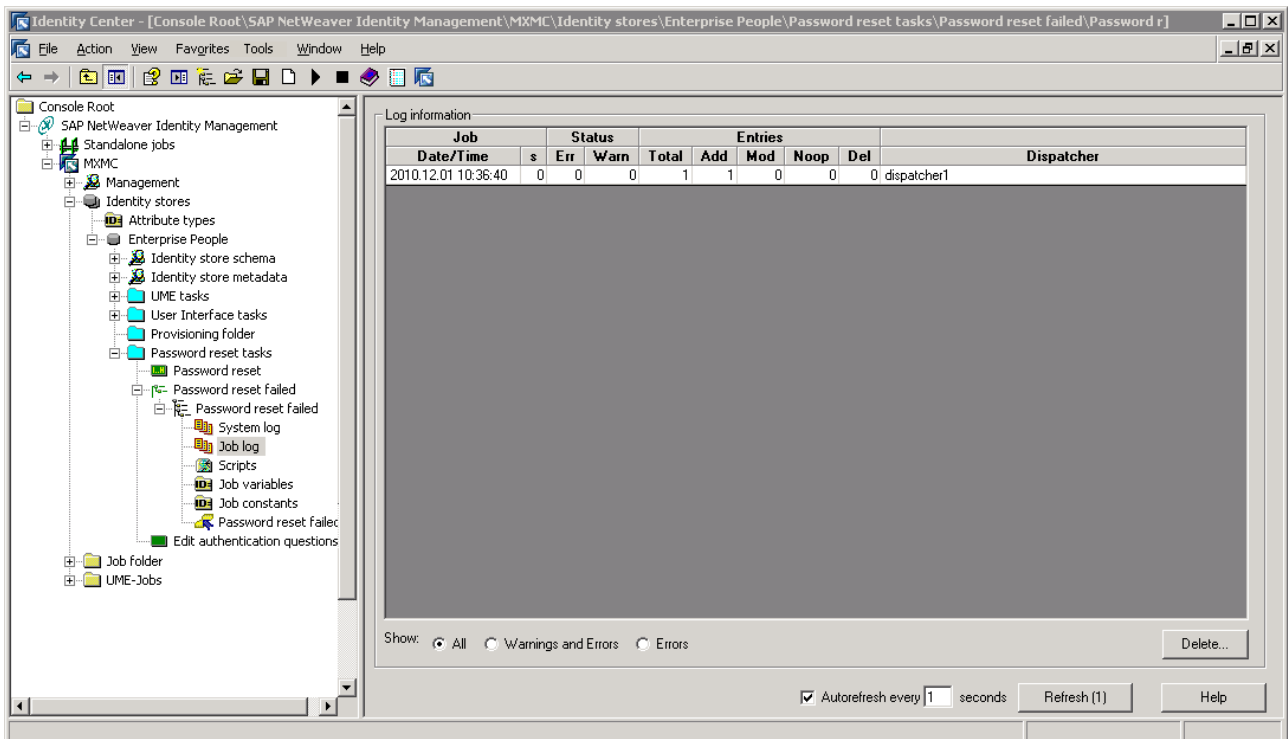 Identity Center - [Console Root\SAP NetWeaver Identity Management\MXMC\Identity stores\Enterprise People\Password reset tasks\Password reset failed\Password r]
File Action View Favorites Tools Window Help
Console Root
SAP NetWeaver Identity Management
Standalone jobs
MXMC
Management
Identity stores
Attribute types
Enterprise People
Identity store schema
Identity store metadata
UME tasks
User Interface tasks
Provisioning folder
Password reset tasks
Password reset
Password reset failed
Password reset failed
System log
Job log
Scripts
Job variables
Job constants
Password reset failed
Edit authentication questions
Job folder
UME-Jobs
Log information
Job Status Entries
Date/Time s Err Warn Total Add Mod Noop Del Dispatcher
2010.12.01 10:36:40 0 0 0 1 1 0 0 0 dispatcher1
Show: All Warnings and Errors Errors Delete...
Autorefresh every 1 seconds Refresh (1) Help